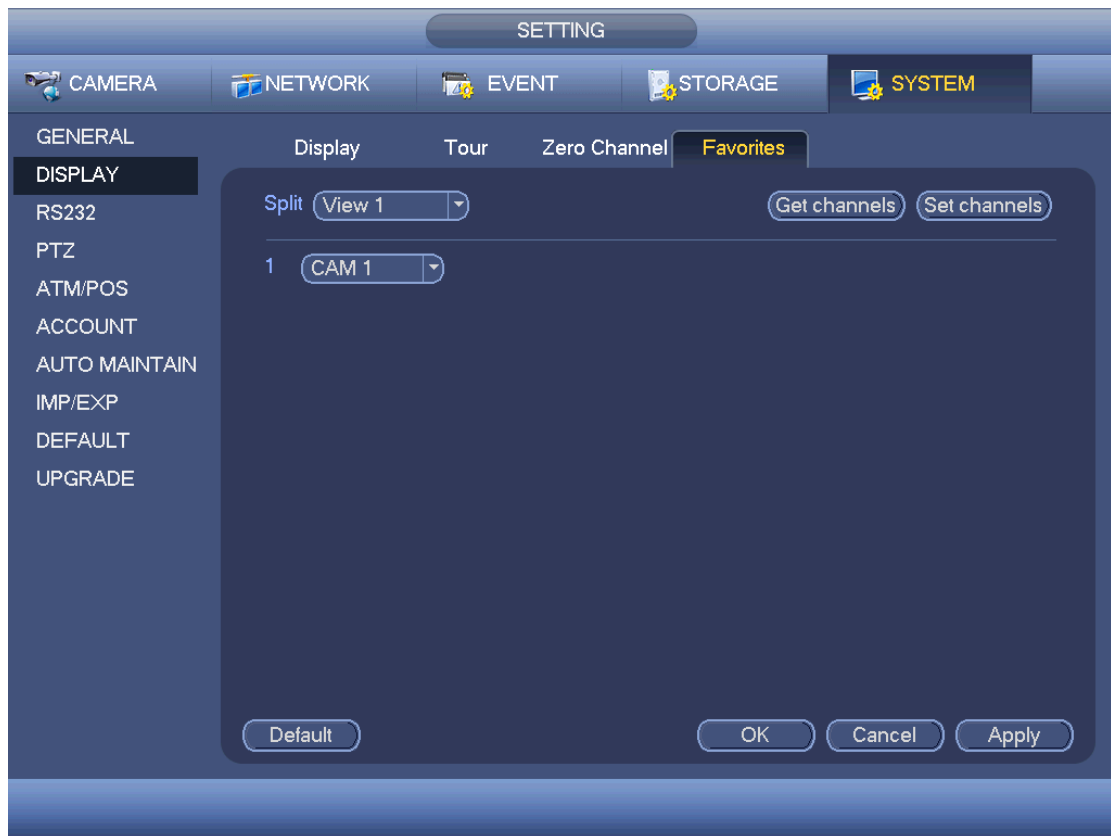 SETTING
CAMERA NETWORK EVENT STORAGE SYSTEM
GENERAL
DISPLAY
RS232
PTZ
ATM/POS
ACCOUNT
AUTO MAINTAIN
IMP/EXP
DEFAULT
UPGRADE
Display Tour Zero Channel Favorites
Split View 1 Get channels Set channels
1 CAM 1
Default OK Cancel Apply